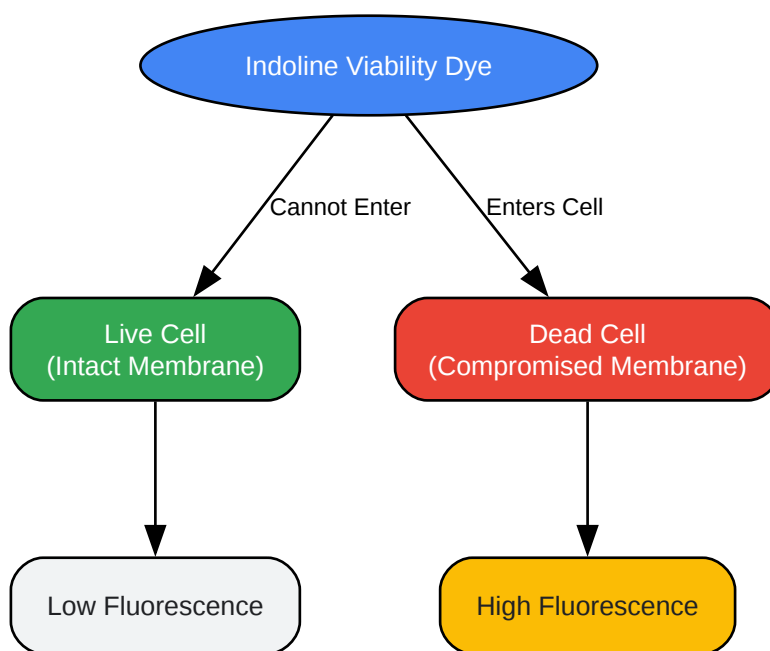 Indoline Viability Dye
Cannot Enter
Enters Cell
Live Cell
(Intact Membrane)
Dead Cell
(Compromised Membrane)
Low Fluorescence
High Fluorescence